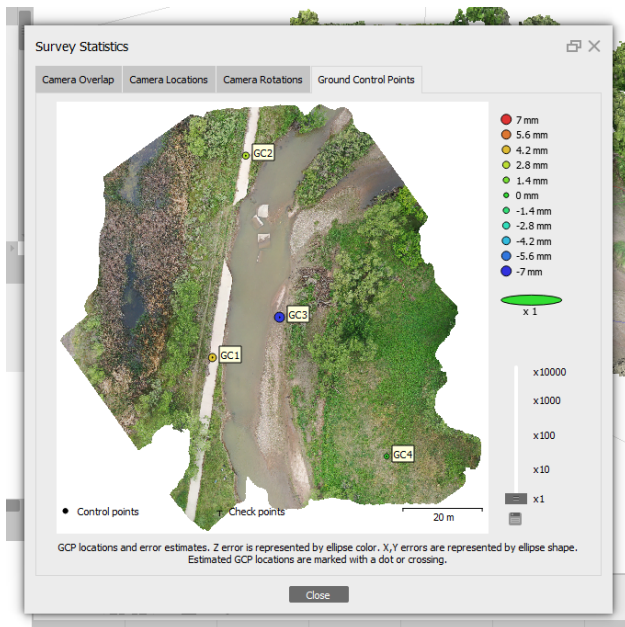 Survey Statistics
Camera Overlap
Camera Locations
Camera Rotations
Ground Control Points
GC2
GC3
GC1
GC4
7 mm
5.6 mm
4.2 mm
2.8 mm
1.4 mm
0 mm
-1.4 mm
-2.8 mm
-4.2 mm
-5.6 mm
-7 mm
x 1
x10000
x1000
x100
x10
x1
Control points
Check points
20 m
GCP locations and error estimates. Z error is represented by ellipse color. X,Y errors are represented by ellipse shape.
Estimated GCP locations are marked with a dot or crossing.
Close